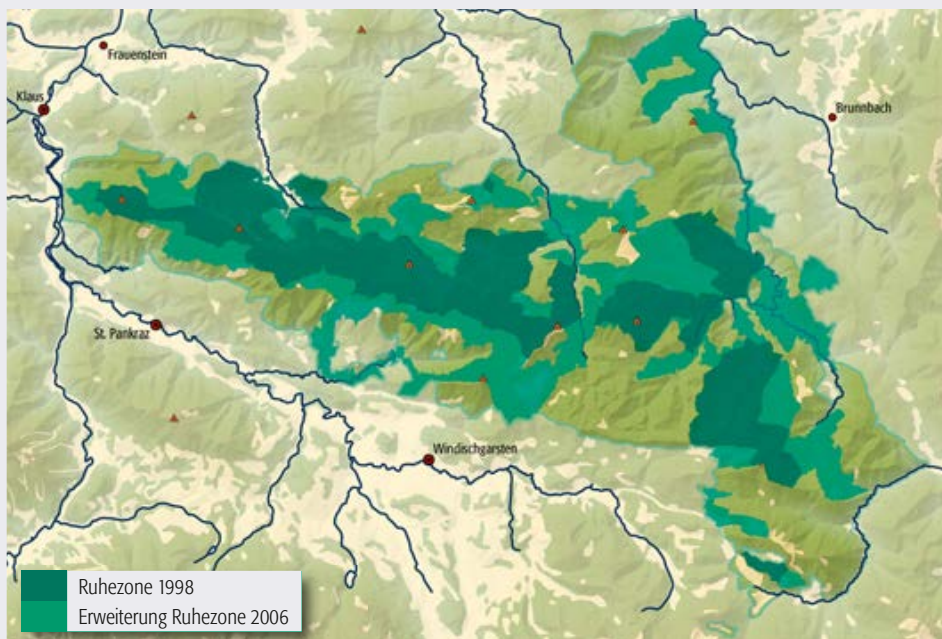 Frauenstein
Klaus
Brunnbach
St. Pankraz
Windischgarsten
Ruhezone 1998
Erweiterung Ruhezone 2006